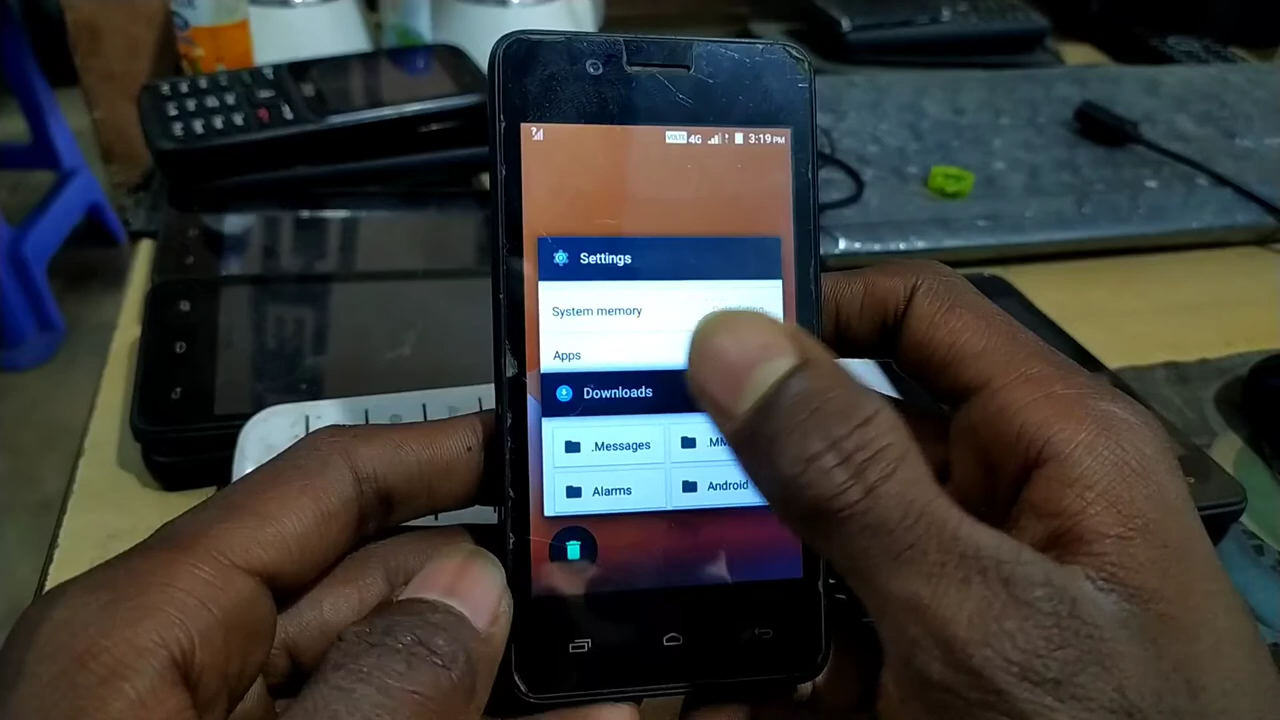 VOLTE 4G 3:19 PM
Settings
System memory
Apps
Downloads
.Messages
Alarms Android